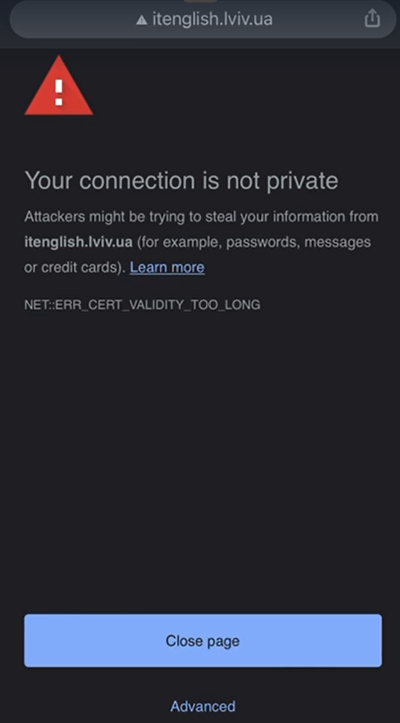 itenglish.lviv.ua
Your connection is not private
Attackers might be trying to steal your information from
itenglish.lviv.ua (for example, passwords, messages
or credit cards). Learn more
NET::ERR_CERT_VALIDITY_TOO_LONG
Close page
Advanced